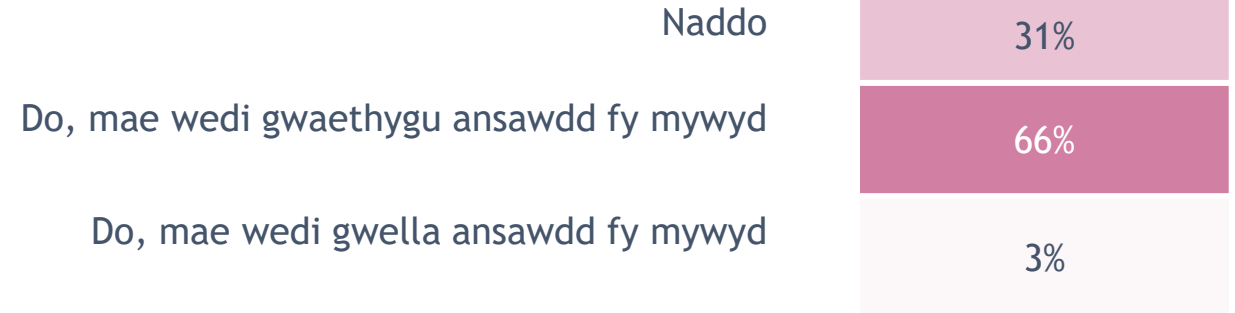 Naddo 31%
Do, mae wedi gwaethygu ansawdd fy mywyd 66%
Do, mae wedi gwella ansawdd fy mywyd 3%